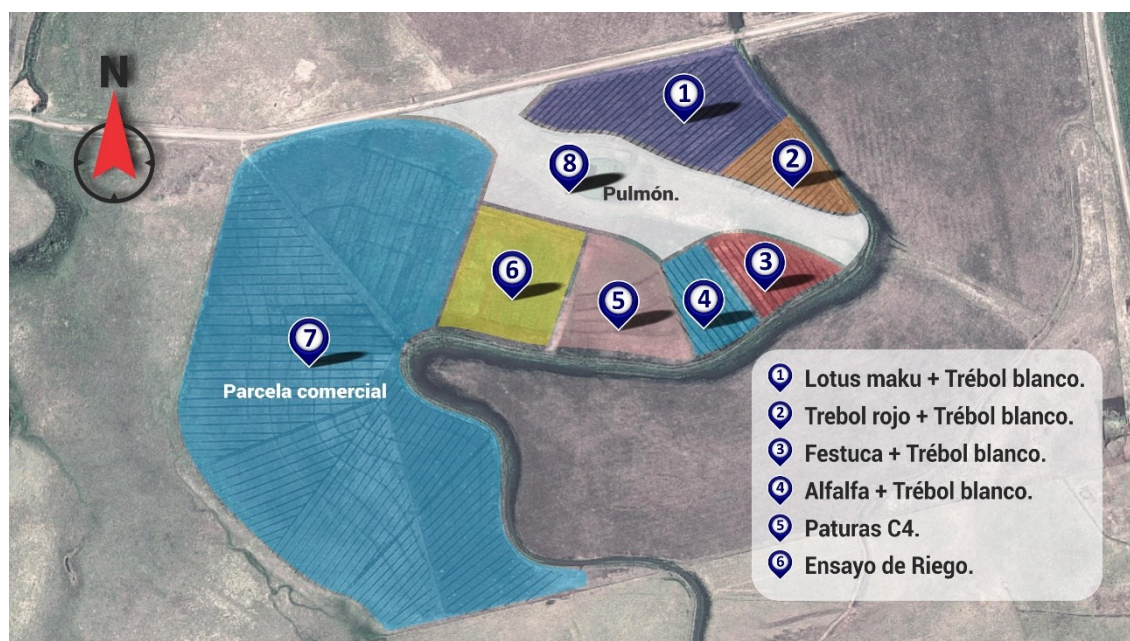 N
1
2
8
Pulmón.
3
6
4
5
7
Parcela comercial
1 Lotus maku + Trébol blanco.
2 Trebol rojo + Trébol blanco.
3 Festuca + Trébol blanco.
4 Alfalfa + Trébol blanco.
5 Paturas C4.
6 Ensayo de Riego.